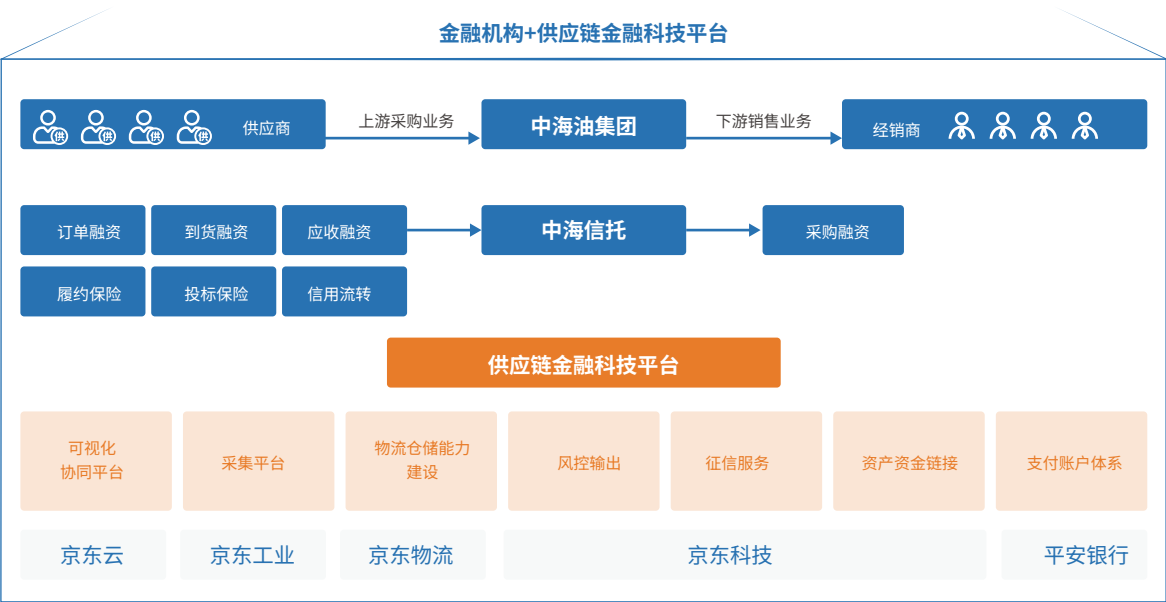 金融机构+供应链金融科技平台
供 供 供 供 供应商
上游采购业务
中海油集团
下游销售业务
经销商
订单融资
到货融资
应收融资
中海信托
采购融资
履约保险
投标保险
信用流转
供应链金融科技平台
可视化
协同平台
采集平台
物流仓储能力
建设
风控输出
征信服务
资产资金链接
支付账户体系
京东云
京东工业
京东物流
京东科技
平安银行